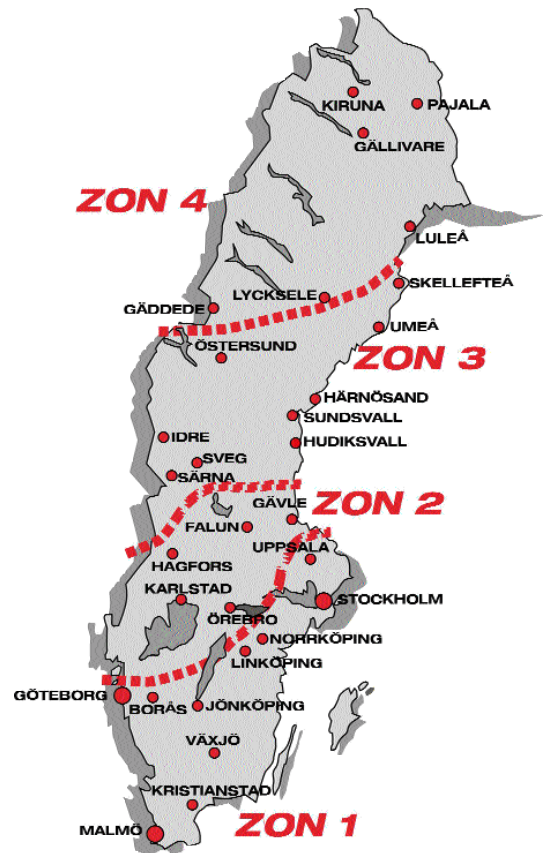 KIRUNA
PAJALA
GÄLLIVARE
ZON 4
LULEÅ
SKELLEFTEÅ
LYCKSELE
GÄDDEDE
UMEÅ
ÖSTERSUND
ZON 3
HÄRNÖSAND
SUNDSVALL
IDRE
HUDIKSVALL
SVEG
SÄRNA
GÄVLE
ZON 2
FALUN
UPPSALA
HAGFORS
KARLSTAD
STOCKHOLM
ÖREBRO
NORRKÖPING
LINKÖPING
GÖTEBORG
BORÅS
JÖNKÖPING
VÄXJÖ
KRISTIANSTAD
ZON 1
MALMÖ